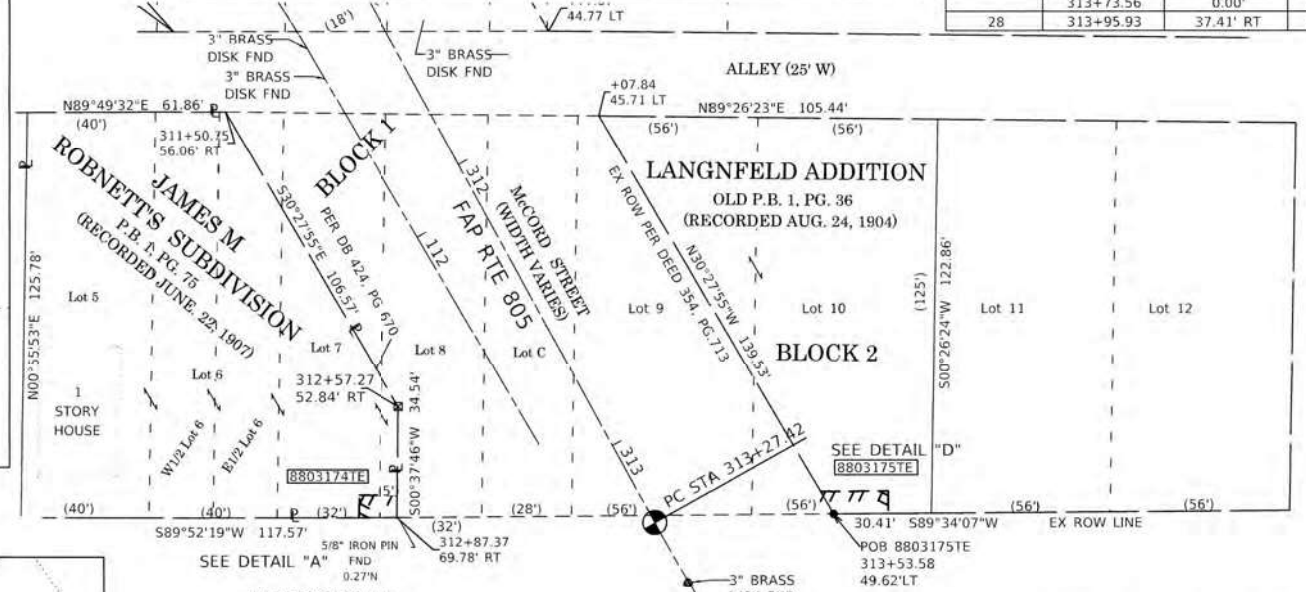 313+73.56 0.00'
28 313+95.93 37.41' RT
44.77 LT
(18')
3" BRASS
DISK FND
3" BRASS
DISK FND
3" BRASS
DISK FND
ALLEY (25' W)
+07.84
45.71 LT
N89°49'32"E 61.86'
(40')
311+50.75
56.06' RT
N89°26'23"E 105.44'
(56')
(56')
BLOCK 1
JAMES M
ROBNETT'S SUBDIVISION
P.B. 1, PG. 75
(RECORDED JUNE. 22, 1907)
S30°27'55"E 106.57'
PER DB 424, PG 670
312
112
FAP RTE 805
McCORD STREET
(WIDTH VARIES)
EX ROW PER DEED 354, PG.713
N30°27'55"W 139.53'
LANGNFELD ADDITION
OLD P.B. 1, PG. 36
(RECORDED AUG. 24, 1904)
N00°55'53"E 125.78'
Lot 5
Lot 6
Lot 7
Lot 8
Lot C
Lot 9
Lot 10
Lot 11
Lot 12
(125')
S00°26'24"W 122.86'
BLOCK 2
1
STORY
HOUSE
W1/2 Lot 6
E1/2 Lot 6
312+57.27
52.84' RT
S00°37'46"W 34.54'
8803174TE
(5')
313
PC STA 313+27.42
SEE DETAIL "D"
8803175TE
(40')
(40')
(32')
(32')
(28')
(56')
(56')
(56')
(56')
S89°52'19"W 117.57'
30.41' S89°34'07"W EX ROW LINE
SEE DETAIL "A"
5/8" IRON PIN
FND
0.27'N
312+87.37
69.78' RT
POB 8803175TE
313+53.58
49.62'LT
3" BRASS